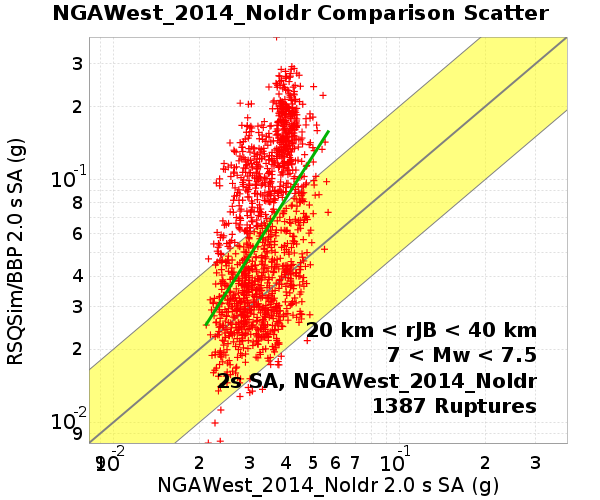 NGAWest_2014_NoIdr Comparison Scatter
RSQSim/BBP 2.0 s SA (g)
3
2
10-1
8
6
4
3
2
10-2
9
20 km < rJB < 40 km
7 < Mw < 7.5
2s SA, NGAWest_2014_NoIdr
1387 Ruptures
9 10-2 2 3 4 5 6 7 10-1 2 3
NGAWest_2014_NoIdr 2.0 s SA (g)